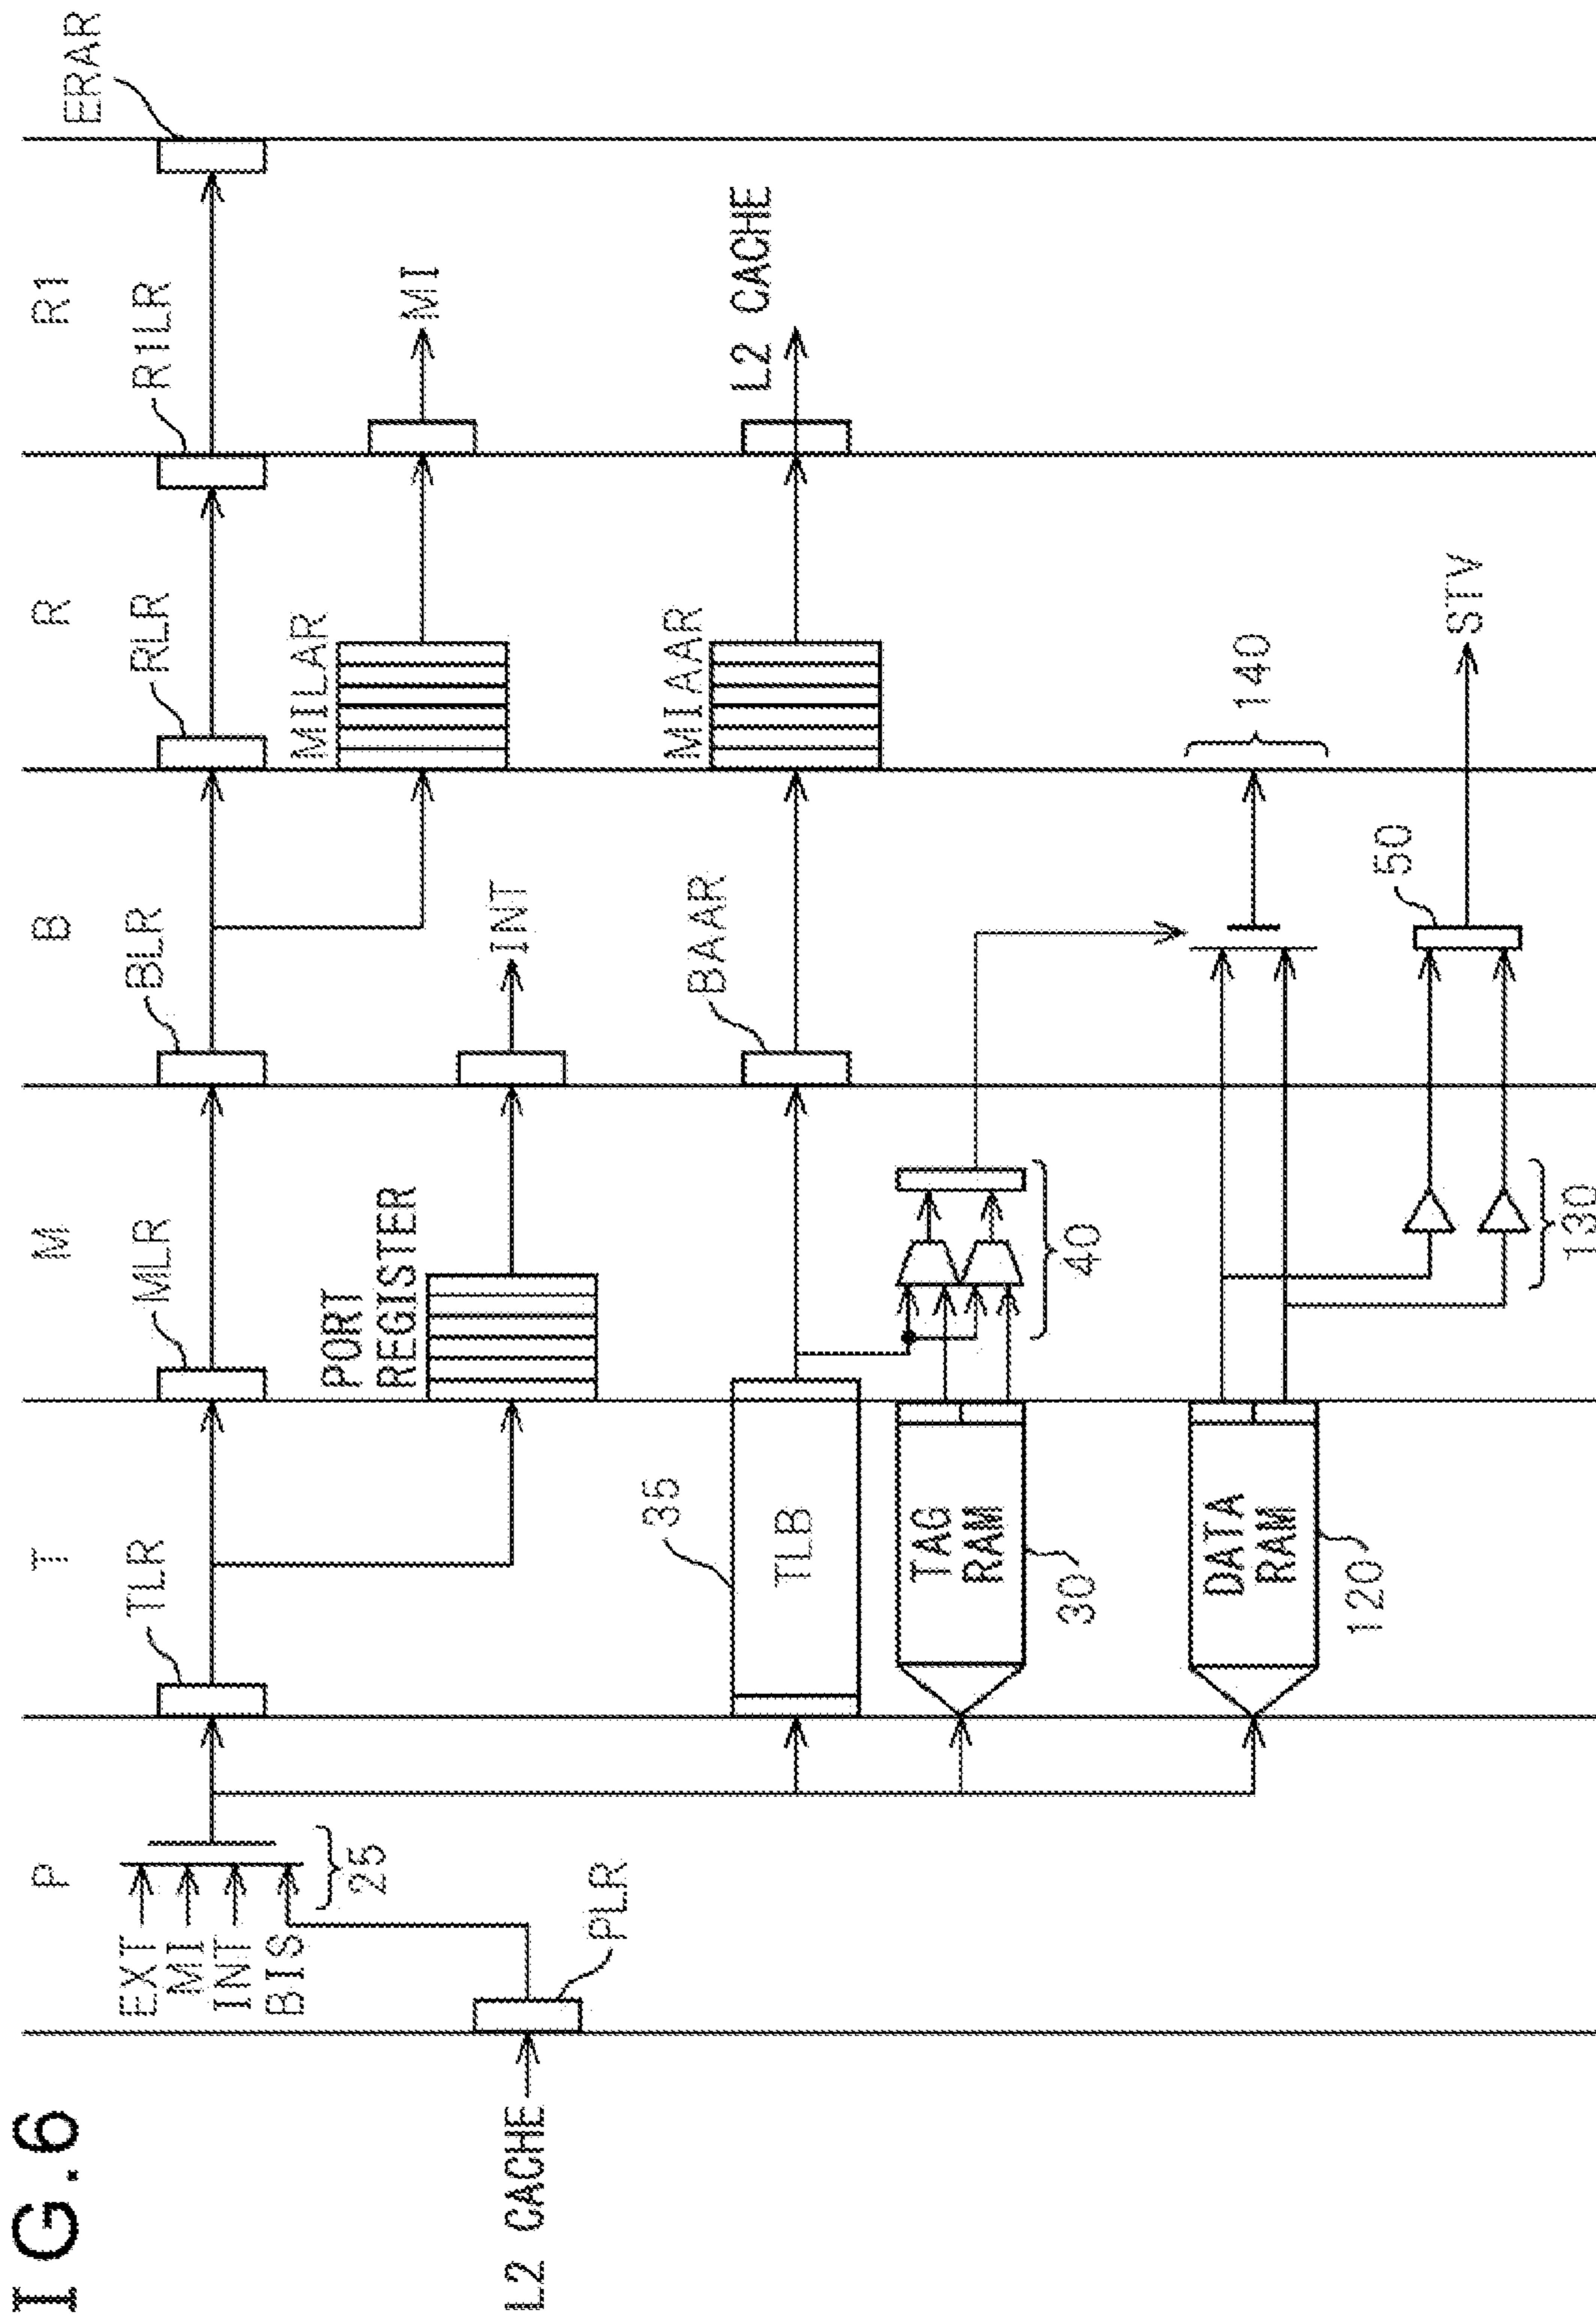 IG.6
P
T
M
B
R
R1
EXT
MI
INT
BIS
25
L2 CACHE
PLR
TLR
MLR
BLR
RLR
R1LR
ERAR
PORT
REGISTER
INT
MILAR
MI
35
TLB
BAAR
MIAAR
L2 CACHE
TAG
RAM
30
40
DATA
RAM
120
130
140
50
STV